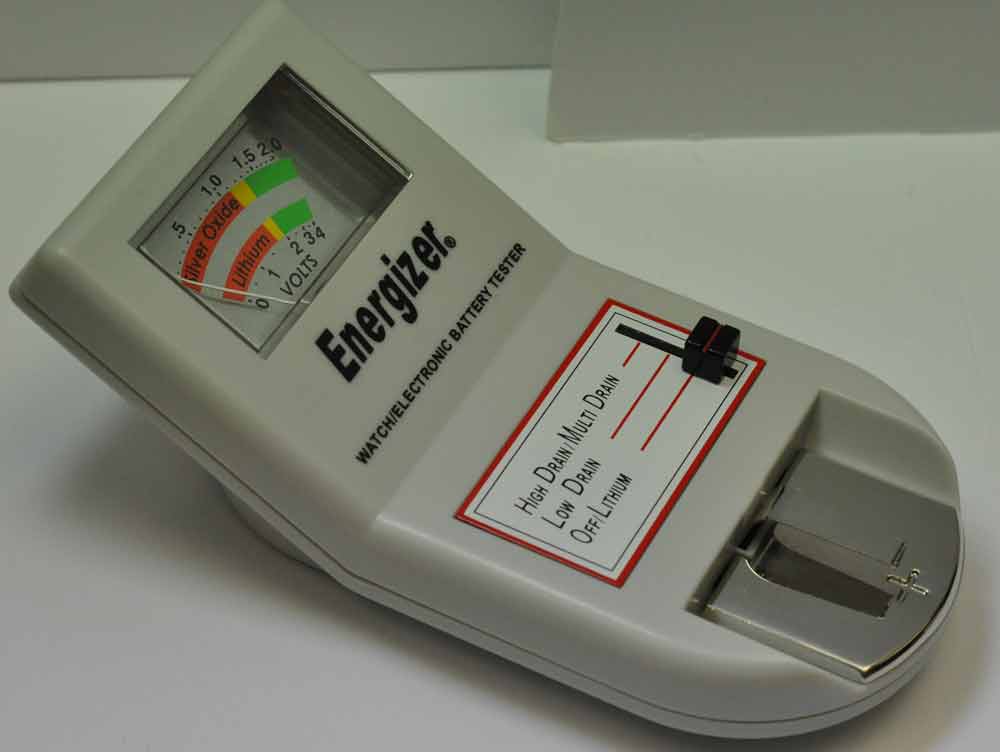 .5 1.0 1.5 2.0
Silver Oxide
Lithium
0 1 2 3 4
VOLTS
Energizer®
WATCH/ELECTRONIC BATTERY TESTER
HIGH DRAIN/MULTI DRAIN
LOW DRAIN
OFF/LITHIUM
+